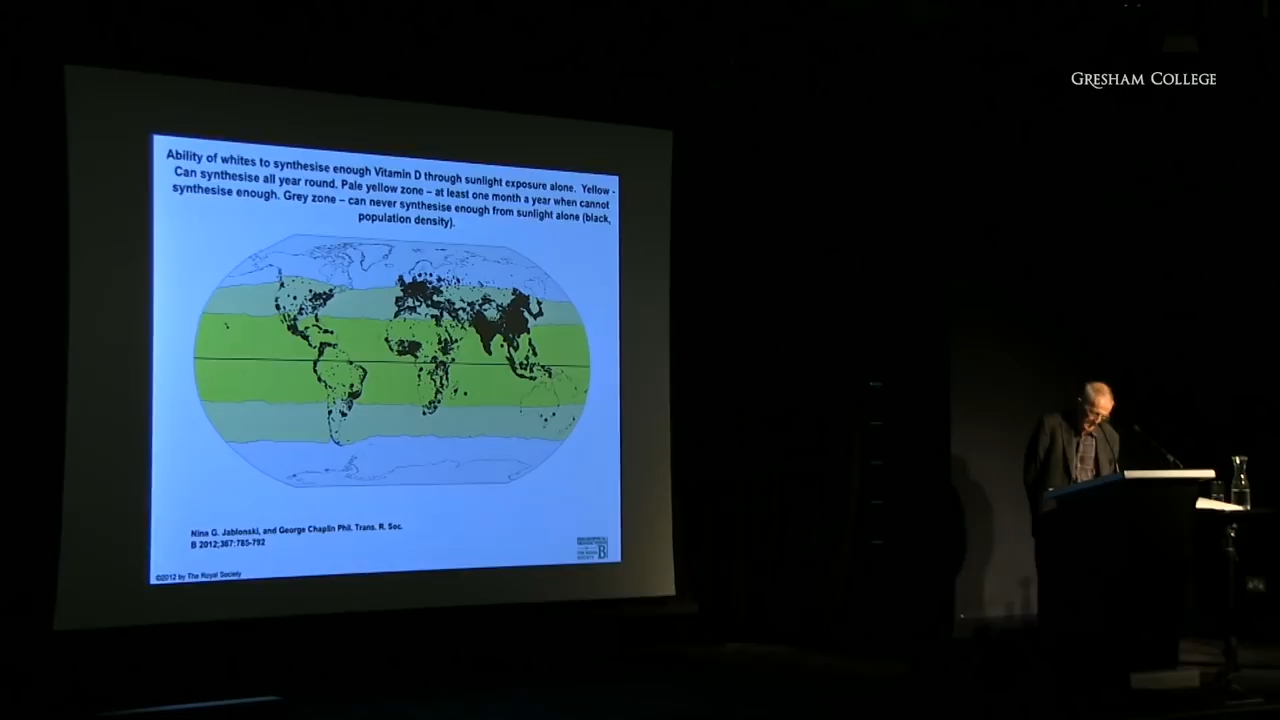 GRESHAM COLLEGE
Ability of whites to synthesise enough Vitamin D through sunlight exposure alone. Yellow -
Can synthesise all year round. Pale yellow zone – at least one month a year when cannot
synthesise enough. Grey zone – can never synthesise enough from sunlight alone (black,
population density).
Nina G. Jablonski, and George Chaplin Phil. Trans. R. Soc.
B 2012;367:785-792
©2012 by The Royal Society